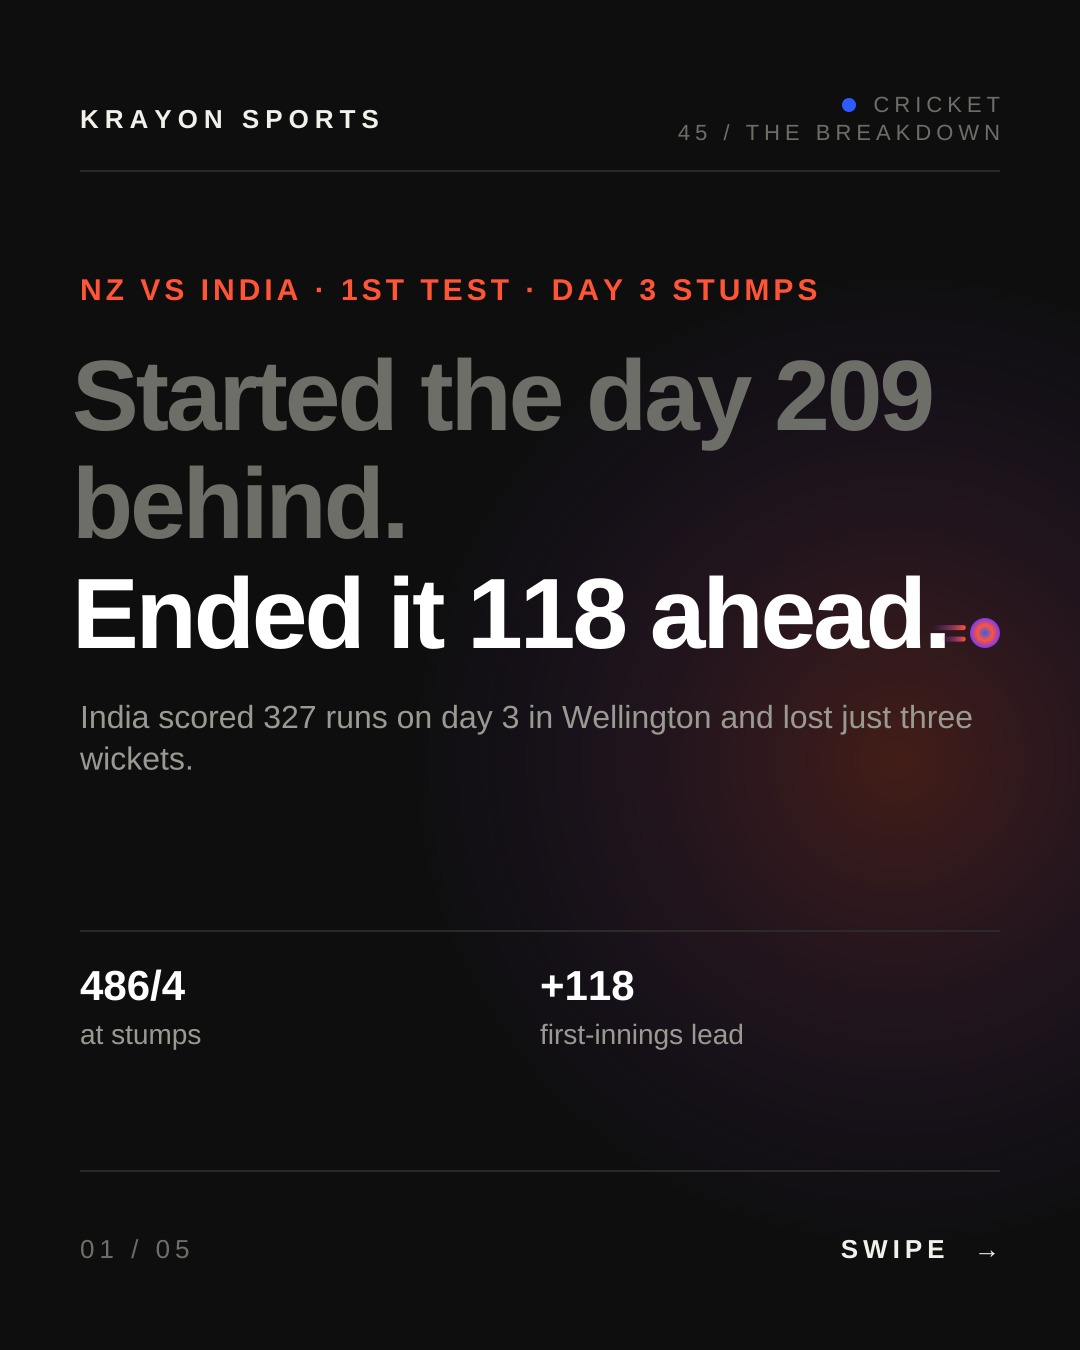 KRAYON SPORTS
CRICKET
45 / THE BREAKDOWN
NZ VS INDIA · 1ST TEST · DAY 3 STUMPS
Started the day 209
behind.
Ended it 118 ahead.
India scored 327 runs on day 3 in Wellington and lost just three
wickets.
486/4
at stumps
+118
first-innings lead
01 / 05
SWIPE →